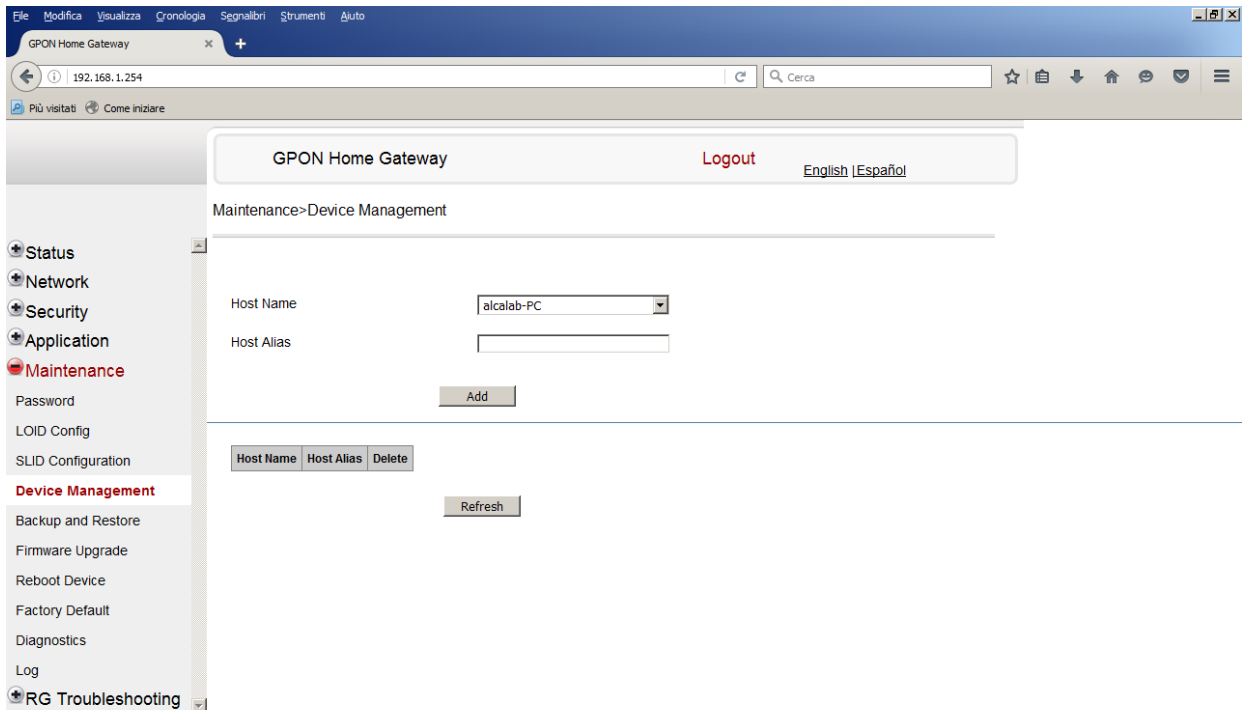 File Modifica Visualizza Cronologia Segnalibri Strumenti Aiuto
GPON Home Gateway
192.168.1.254
Cerca
Più visitati Come iniziare
GPON Home Gateway Logout English |Español
Maintenance>Device Management
Status
Network
Security
Application
Maintenance
Password
LOID Config
SLID Configuration
Device Management
Backup and Restore
Firmware Upgrade
Reboot Device
Factory Default
Diagnostics
Log
RG Troubleshooting
Host Name alcalab-PC
Host Alias
Add
Host Name Host Alias Delete
Refresh